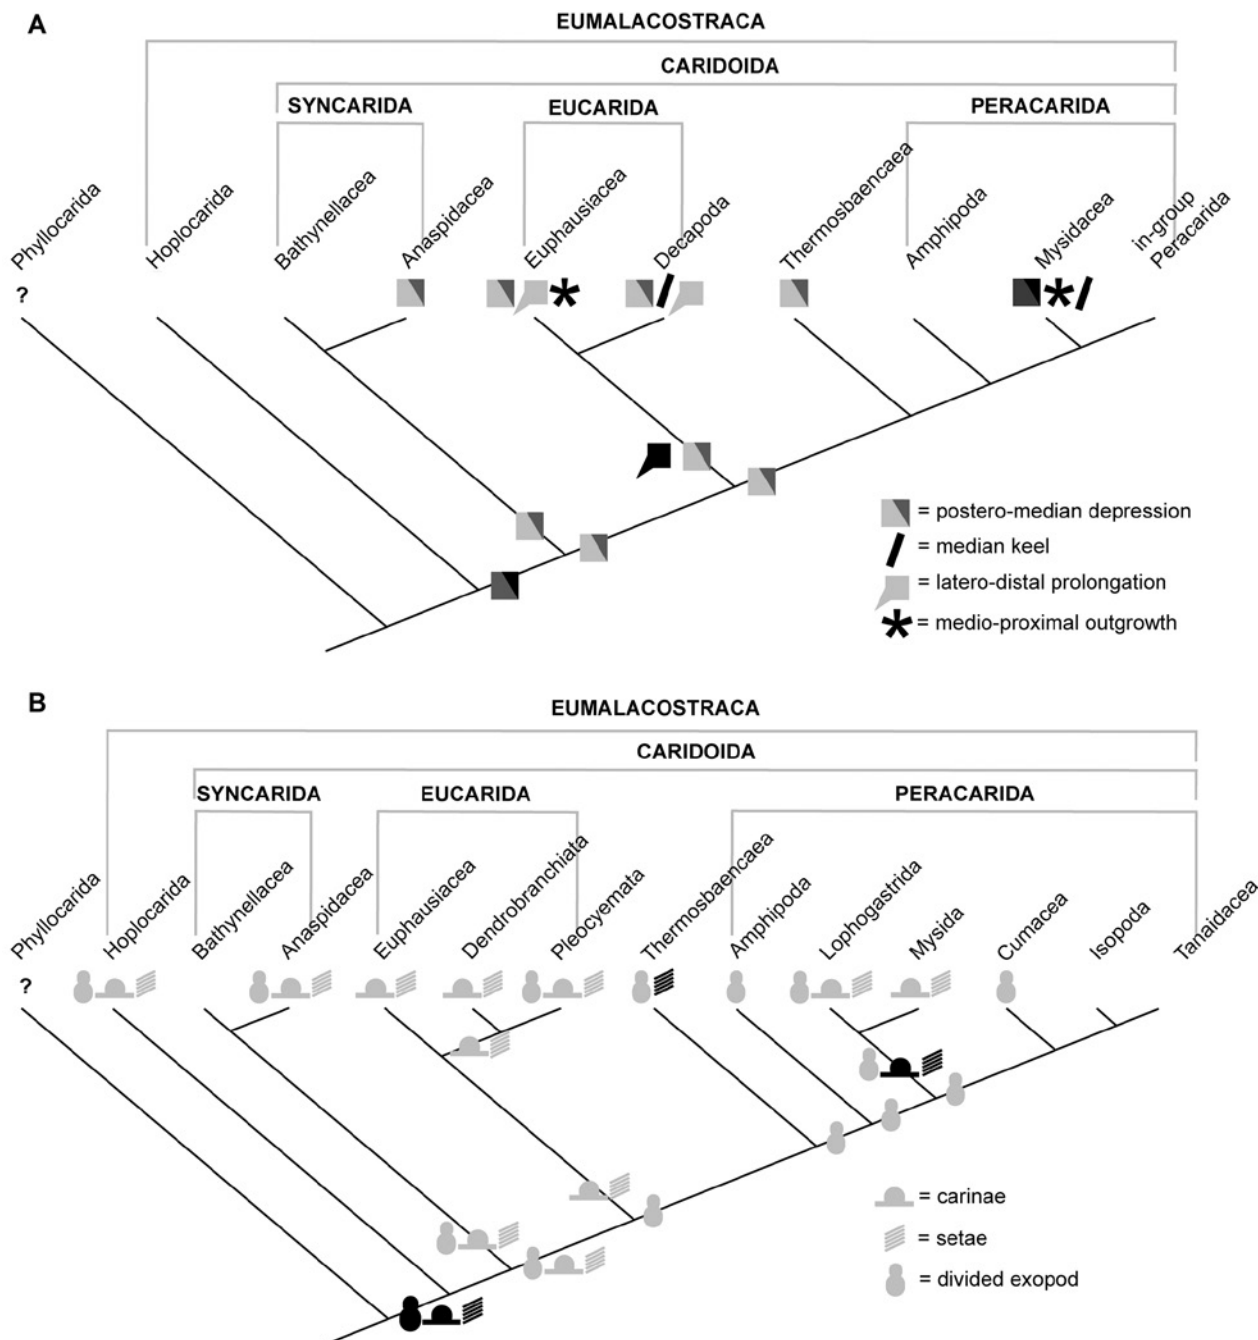 A
EUMALACOSTRACA
CARIDOIDA
SYNCARIDA
EUCARIDA
PERACARIDA
Phyllocarida
Hoplocarida
Bathynellacea
Anaspidacea
Euphausiacea
Decapoda
Thermosbaencaea
Amphipoda
Mysidacea
in-group
Peracarida
?
= postero-median depression
= median keel
= latero-distal prolongation
= medio-proximal outgrowth
B
EUMALACOSTRACA
CARIDOIDA
SYNCARIDA
EUCARIDA
PERACARIDA
Phyllocarida
Hoplocarida
Bathynellacea
Anaspidacea
Euphausiacea
Dendrobranchiata
Pleocyemata
Thermosbaencaea
Amphipoda
Lophogastrida
Mysida
Cumacea
Isopoda
Tanaidacea
?
= carinae
= setae
= divided exopod